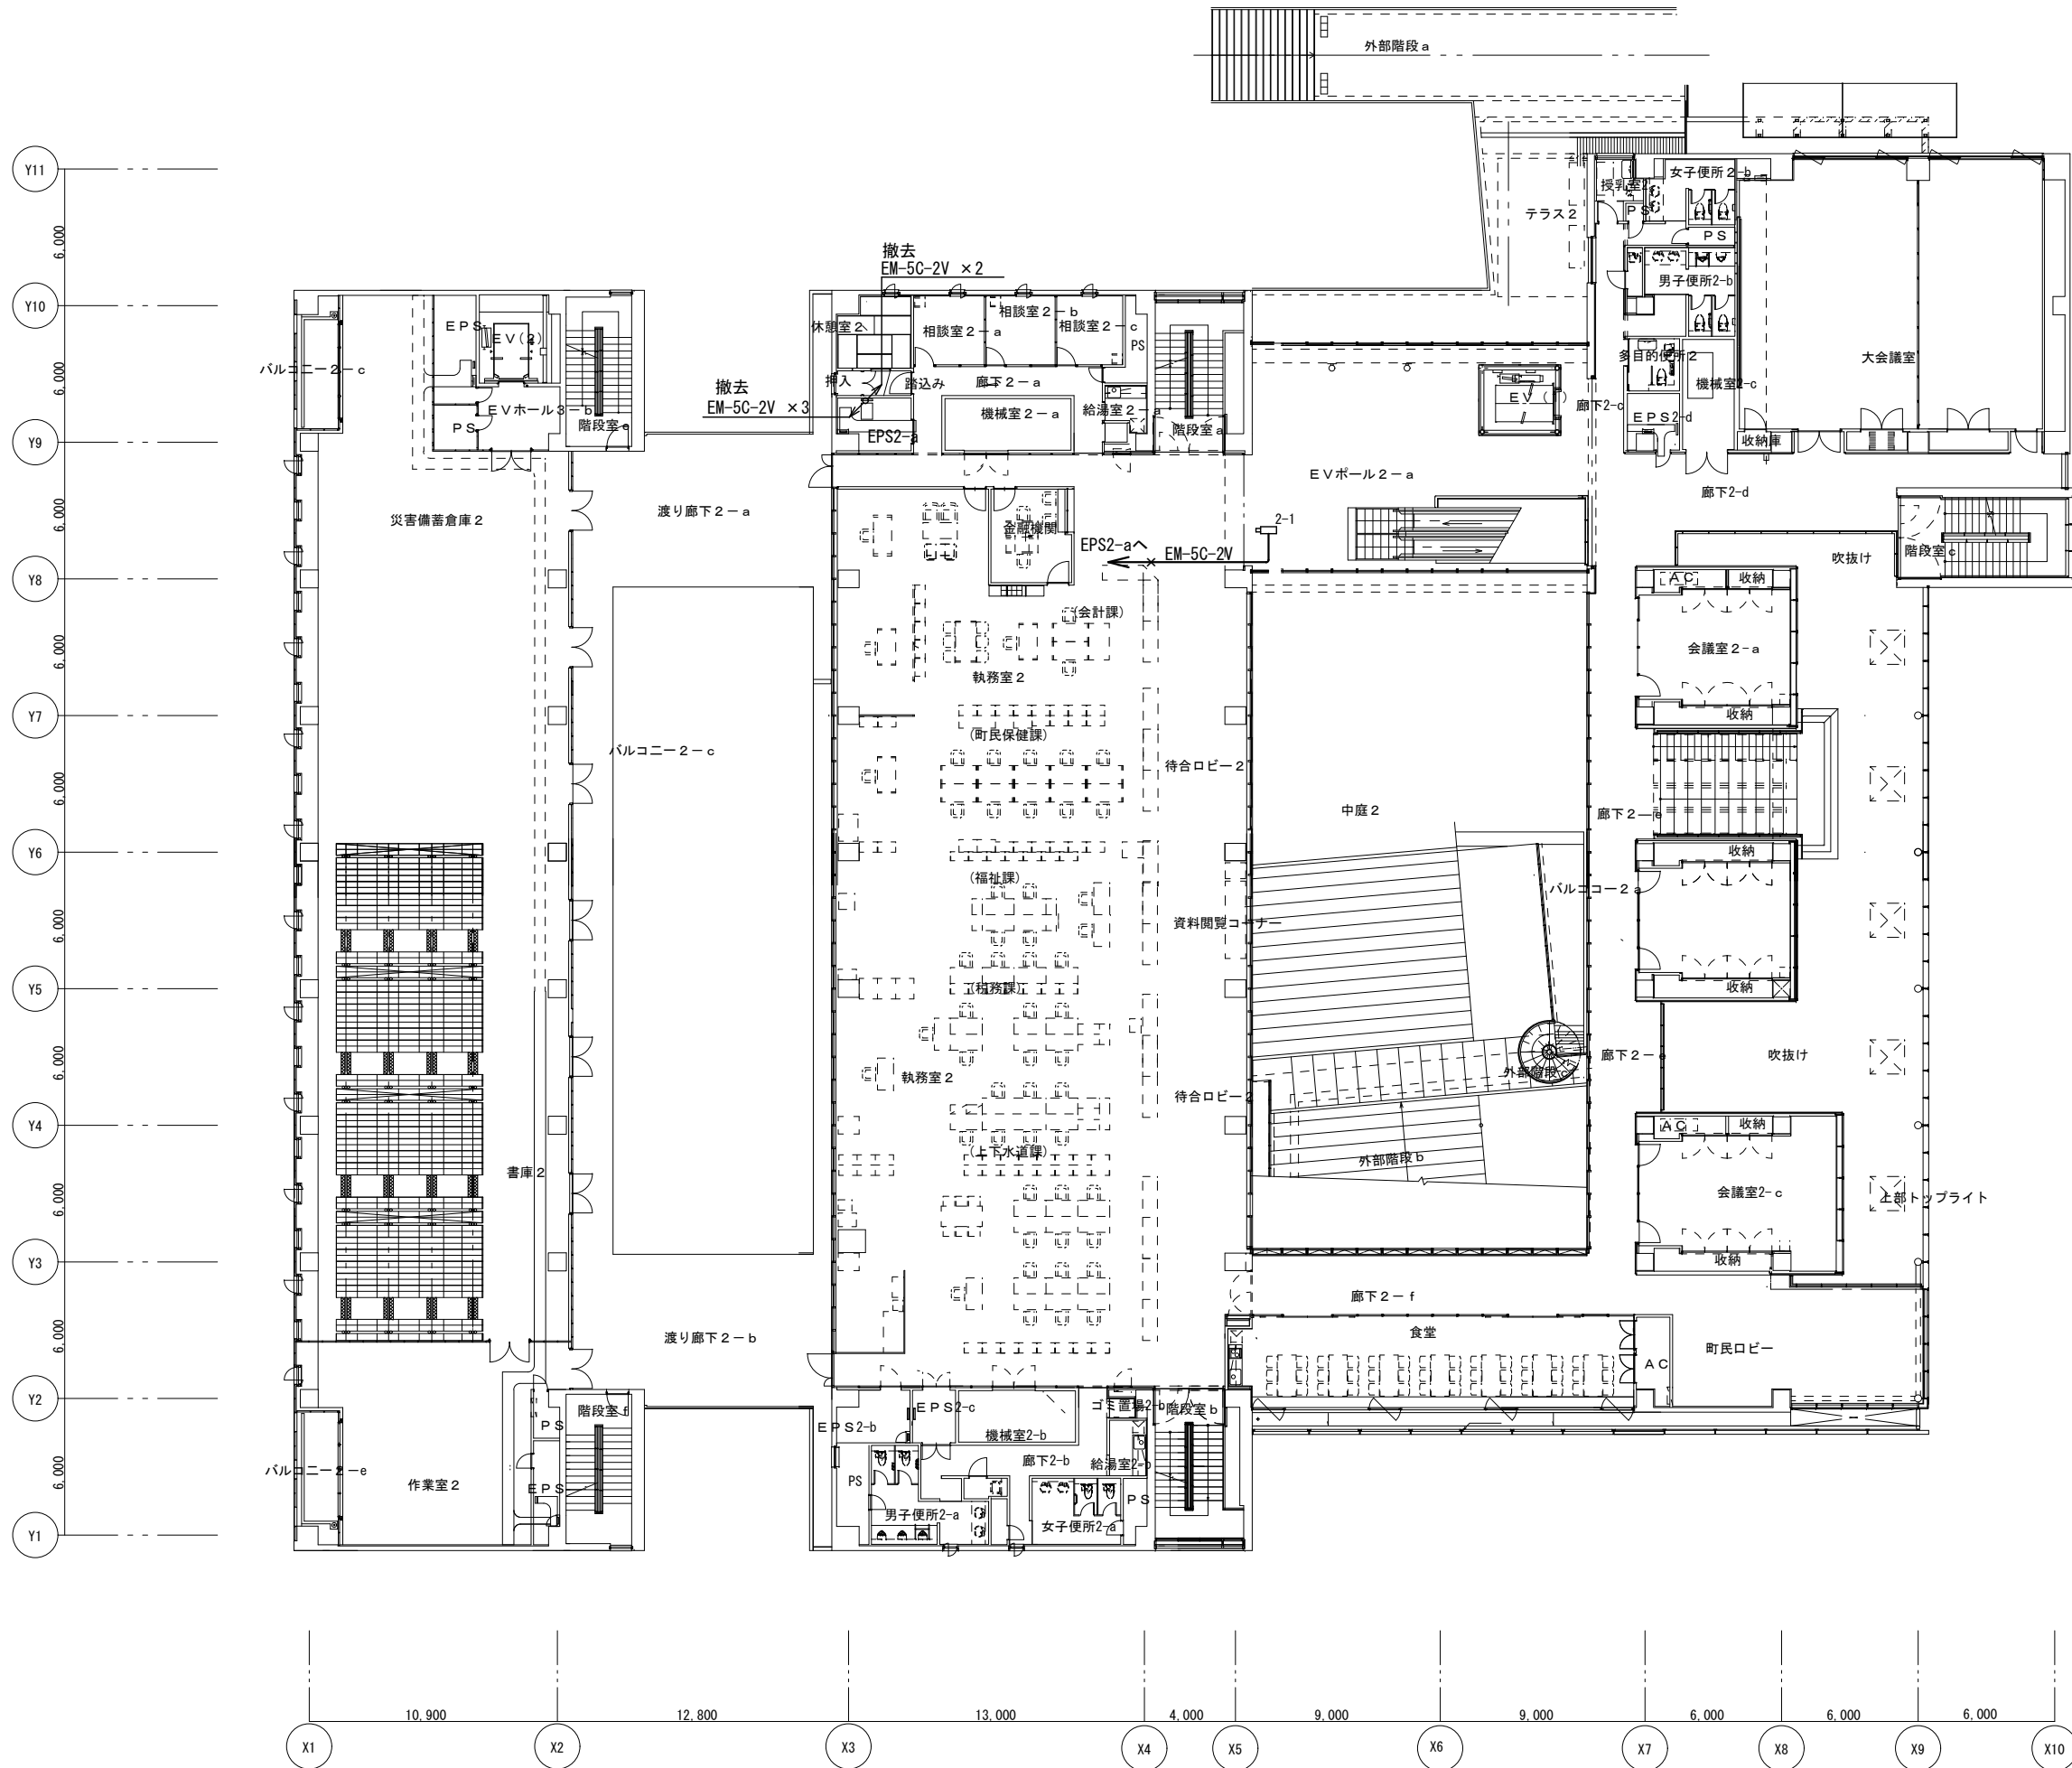 外部階段a
Y11
女子便所2-b
授乳室2
PS
テラス2
6,000
PS
撤去
EM-5C-2V ×2
男子便所2-b
Y10
相談室2-b
休憩室2
相談室2-a
相談室2-c
EPS
EV(2)
PS
多目的便所2
大会議室
バルコニー2-c
6,000
押入
踏込み
廊下2-a
機械室2-c
撤去
EM-5C-2V ×3
EV
廊下2-c
EVホール3-b
機械室2-a
給湯室2-a
EPS2-d
PS
階段室e
階段室a
EPS2-a
Y9
収納庫
EVポール2-a
廊下2-d
6,000
災害備蓄倉庫2
渡り廊下2-a
金融機関
2-1
EPS2-aへ
EM-5C-2V
階段室c
吹抜け
Y8
AC
収納
(会計課)
6,000
会議室2-a
執務室2
Y7
収納
(町民保健課)
バルコニー2-c
待合ロビー2
6,000
中庭2
廊下2-e
Y6
収納
(福祉課)
バルココー2a
6,000
資料閲覧コーナー
Y5
(税務課)
収納
6,000
廊下2-e
吹抜け
執務室2
外部階段c
待合ロビー2
Y4
AC
収納
(上下水道課)
外部階段b
書庫2
6,000
会議室2-c
上部トップライト
Y3
収納
廊下2-f
6,000
渡り廊下2-b
食堂
町民ロビー
AC
Y2
ゴミ置場2-b
階段室f
階段室b
EPS2-b
EPS2-c
PS
機械室2-b
6,000
バルコニー2-e
廊下2-b
給湯室2-b
作業室2
EPS
PS
PS
男子便所2-a
女子便所2-a
Y1
10,900
12,800
13,000
4,000
9,000
9,000
6,000
6,000
6,000
X1
X2
X3
X4
X5
X6
X7
X8
X9
X10